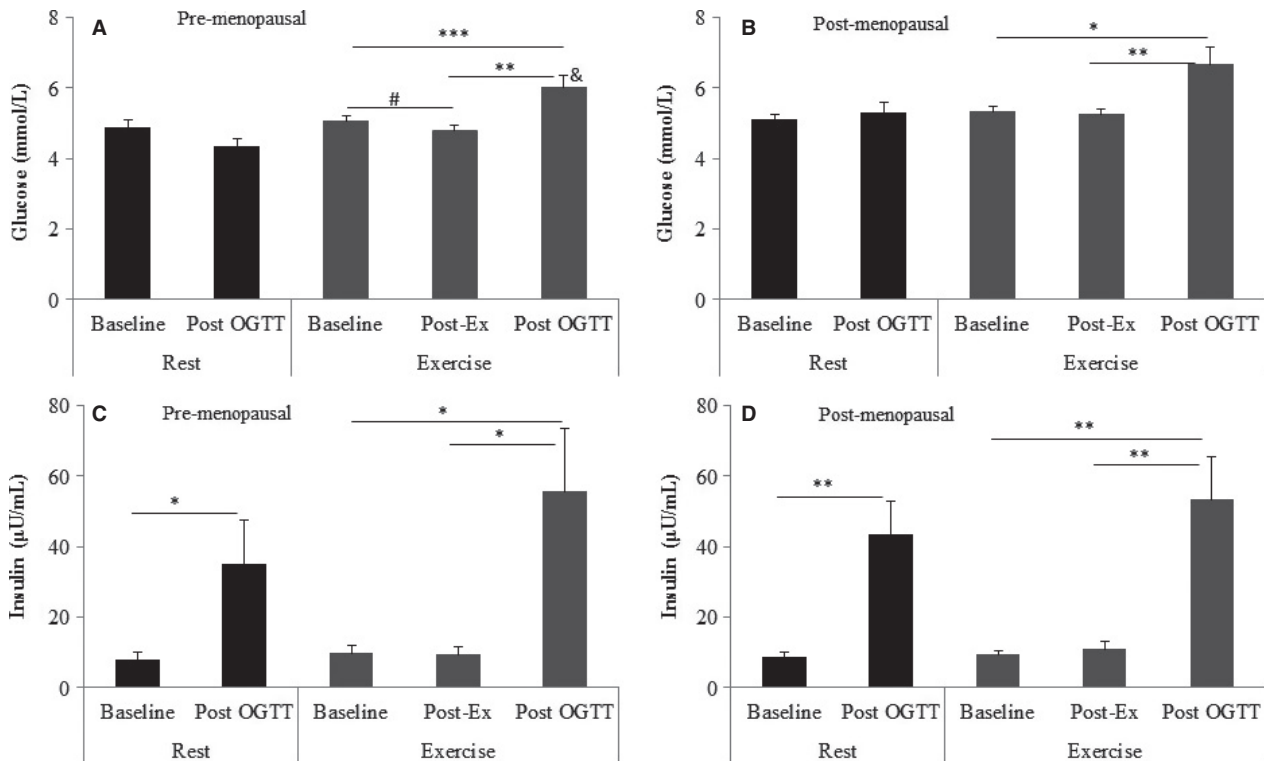 A Pre-menopausal
Glucose (mmol/L)
8
6
4
2
0
***
**
#
&
Baseline Post OGTT Baseline Post-Ex Post OGTT
Rest Exercise
B Post-menopausal
Glucose (mmol/L)
8
6
4
2
0
*
**
Baseline Post OGTT Baseline Post-Ex Post OGTT
Rest Exercise
C Pre-menopausal
Insulin (µU/mL)
80
60
40
20
0
*
*
*
Baseline Post OGTT Baseline Post-Ex Post OGTT
Rest Exercise
D Post-menopausal
Insulin (µU/mL)
80
60
40
20
0
**
**
**
Baseline Post OGTT Baseline Post-Ex Post OGTT
Rest Exercise